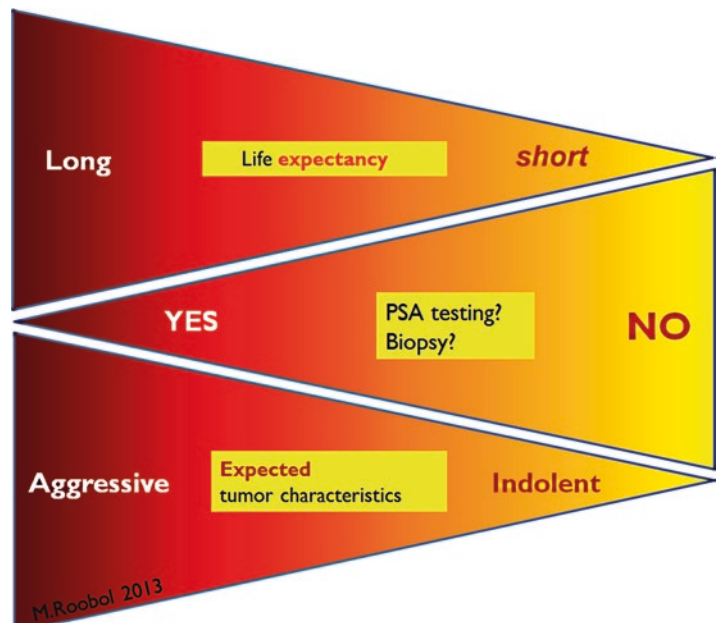 Long
Life expectancy
short
YES
PSA testing?
Biopsy?
NO
Aggressive
Expected
tumor characteristics
Indolent
M.Roobol 2013